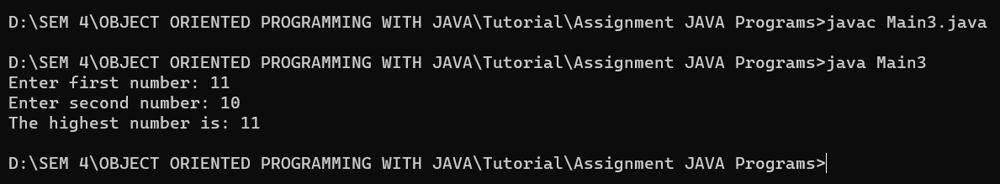 D:\SEM 4\OBJECT ORIENTED PROGRAMMING WITH JAVA\Tutorial\Assignment JAVA Programs>javac Main3.java
D:\SEM 4\OBJECT ORIENTED PROGRAMMING WITH JAVA\Tutorial\Assignment JAVA Programs>java Main3
Enter first number: 11
Enter second number: 10
The highest number is: 11
D:\SEM 4\OBJECT ORIENTED PROGRAMMING WITH JAVA\Tutorial\Assignment JAVA Programs>